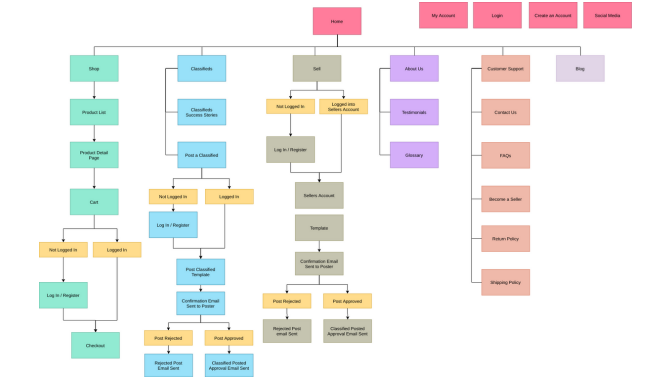 Home
My Account
Login
Create an Account
Social Media
Shop
Classifieds
Sell
About Us
Customer Support
Blog
Product List
Classifieds
Success Stories
Not Logged In
Logged into
Sellers Account
Testimonials
Contact Us
Product Detail
Page
Post a Classified
Log In / Register
Glossary
FAQs
Cart
Not Logged In
Logged In
Sellers Account
Become a Seller
Log In / Register
Template
Not Logged In
Logged In
Return Policy
Post Classified
Template
Confirmation Email
Sent to Poster
Log In / Register
Confirmation Email
Sent to Poster
Shipping Policy
Post Rejected
Post Approved
Checkout
Post Rejected
Post Approved
Rejected Post
email Sent
Classified Posted
Approval Email Sent
Rejected Post
Email Sent
Classified Posted
Approval Email Sent